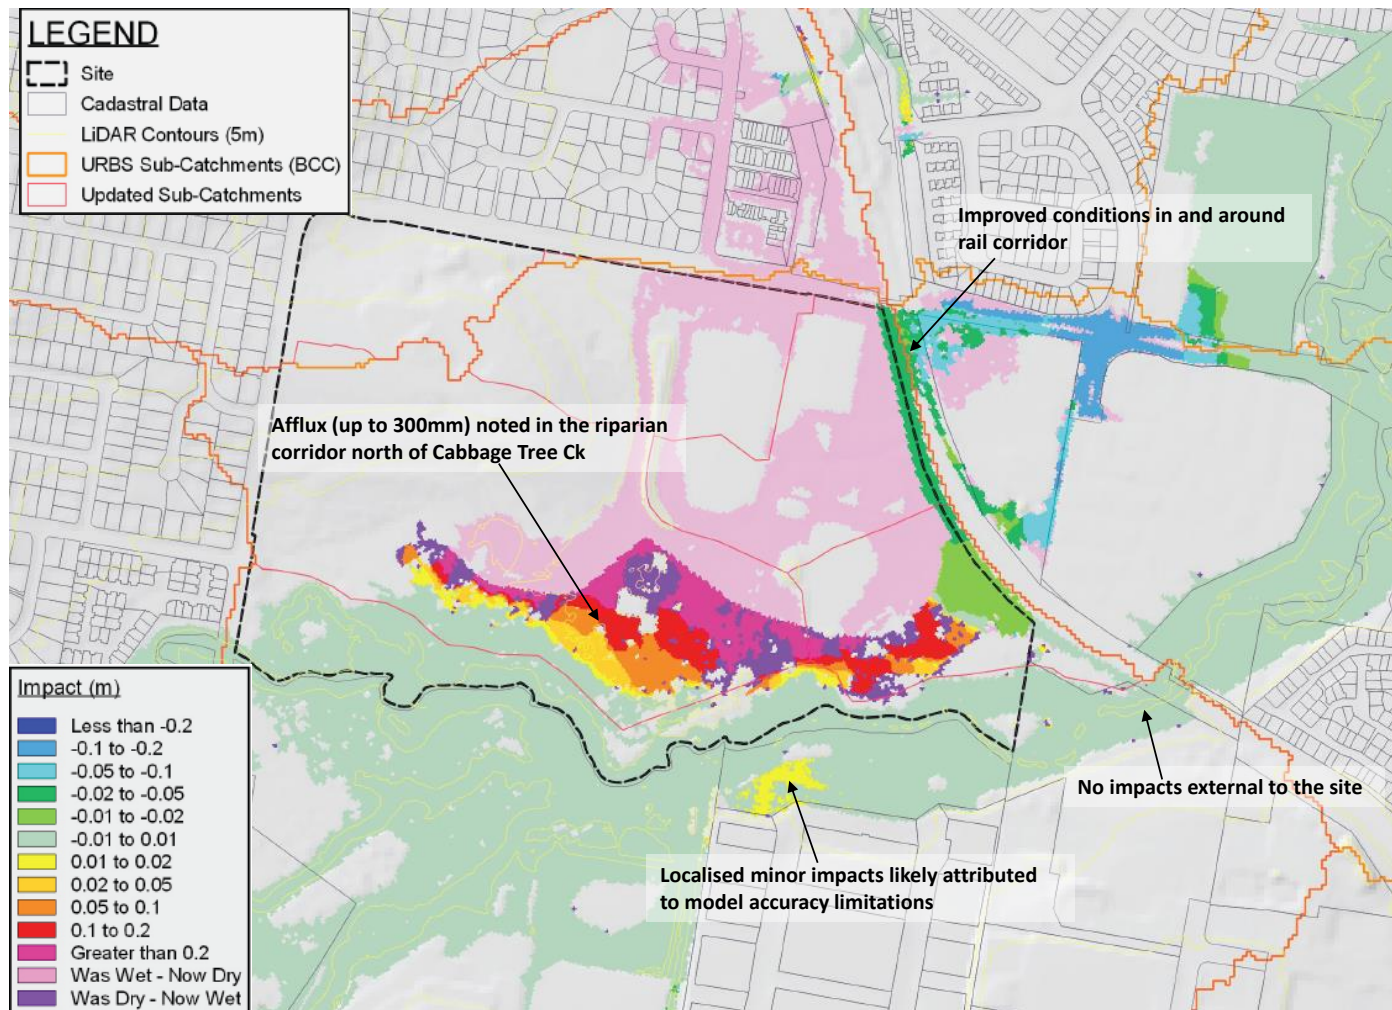 LEGEND
Site
Cadastral Data
LiDAR Contours (5m)
URBS Sub-Catchments (BCC)
Updated Sub-Catchments
Improved conditions in and around
rail corridor
Afflux (up to 300mm) noted in the riparian
corridor north of Cabbage Tree Ck
No impacts external to the site
Localised minor impacts likely attributed
to model accuracy limitations
Impact (m)
Less than -0.2
-0.1 to -0.2
-0.05 to -0.1
-0.02 to -0.05
-0.01 to -0.02
-0.01 to 0.01
0.01 to 0.02
0.02 to 0.05
0.05 to 0.1
0.1 to 0.2
Greater than 0.2
Was Wet - Now Dry
Was Dry - Now Wet